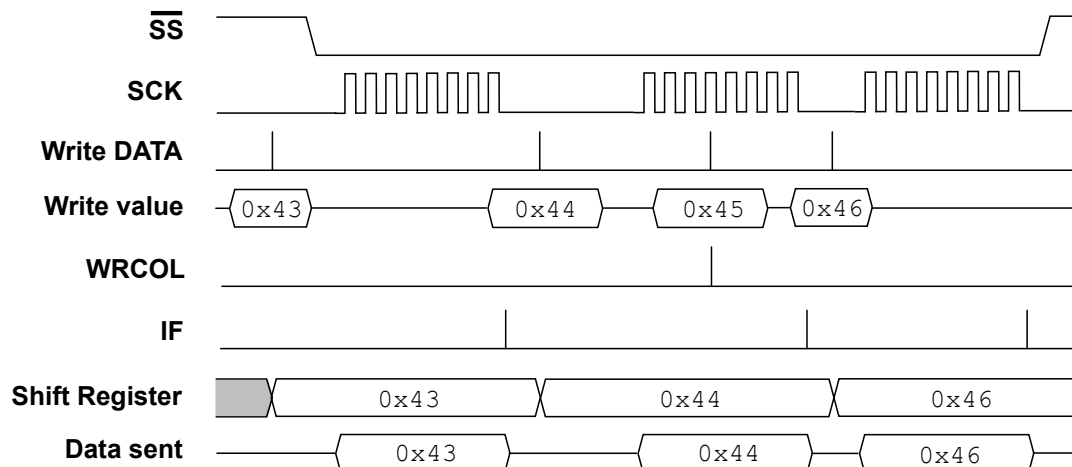 SS
SCK
Write DATA
Write value 0x43 0x44 0x45 0x46
WRCOL
IF
Shift Register 0x43 0x44 0x46
Data sent 0x43 0x44 0x46